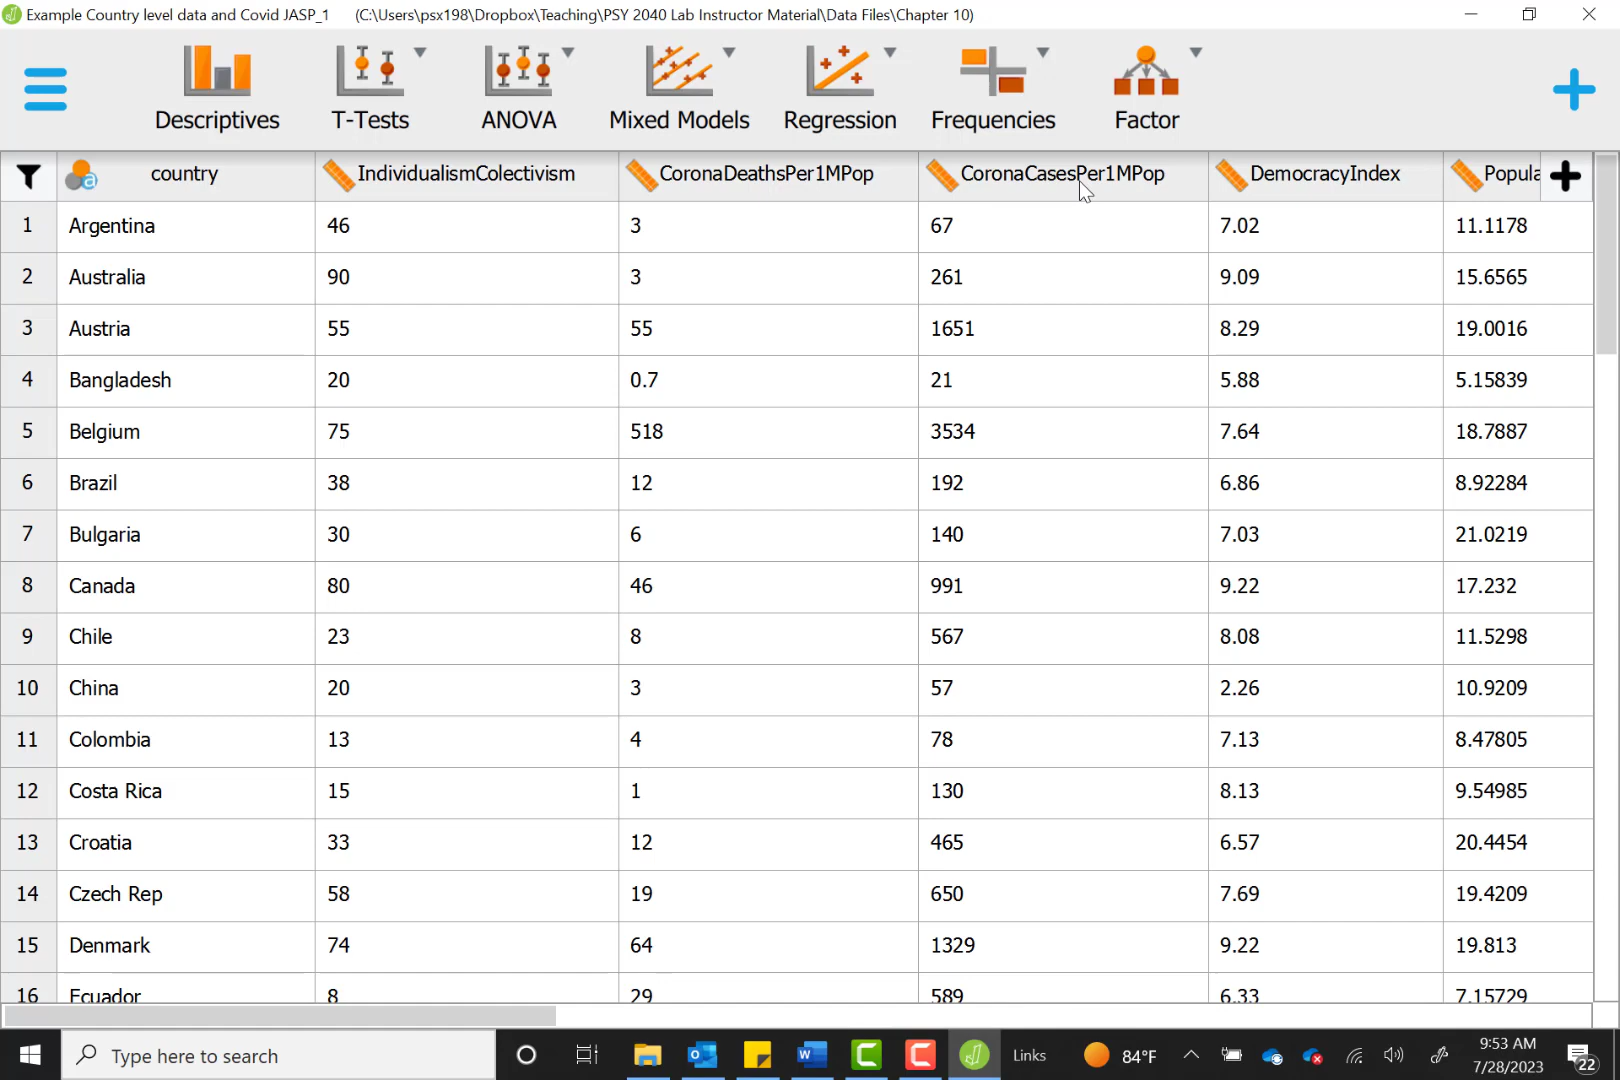 Example Country level data and Covid JASP_1 (C:\Users\psx198\Dropbox\Teaching\PSY 2040 Lab Instructor Material\Data Files\Chapter 10)
Descriptives T-Tests ANOVA Mixed Models Regression Frequencies Factor
country IndividualismColectivism CoronaDeathsPer1MPop CoronaCasesPer1MPop DemocracyIndex Popula
1 Argentina 46 3 67 7.02 11.1178
2 Australia 90 3 261 9.09 15.6565
3 Austria 55 55 1651 8.29 19.0016
4 Bangladesh 20 0.7 21 5.88 5.15839
5 Belgium 75 518 3534 7.64 18.7887
6 Brazil 38 12 192 6.86 8.92284
7 Bulgaria 30 6 140 7.03 21.0219
8 Canada 80 46 991 9.22 17.232
9 Chile 23 8 567 8.08 11.5298
10 China 20 3 57 2.26 10.9209
11 Colombia 13 4 78 7.13 8.47805
12 Costa Rica 15 1 130 8.13 9.54985
13 Croatia 33 12 465 6.57 20.4454
14 Czech Rep 58 19 650 7.69 19.4209
15 Denmark 74 64 1329 9.22 19.813
16 Ecuador 8 29 589 6.33 7.15729
Type here to search Links 84°F 9:53 AM
7/28/2023 22